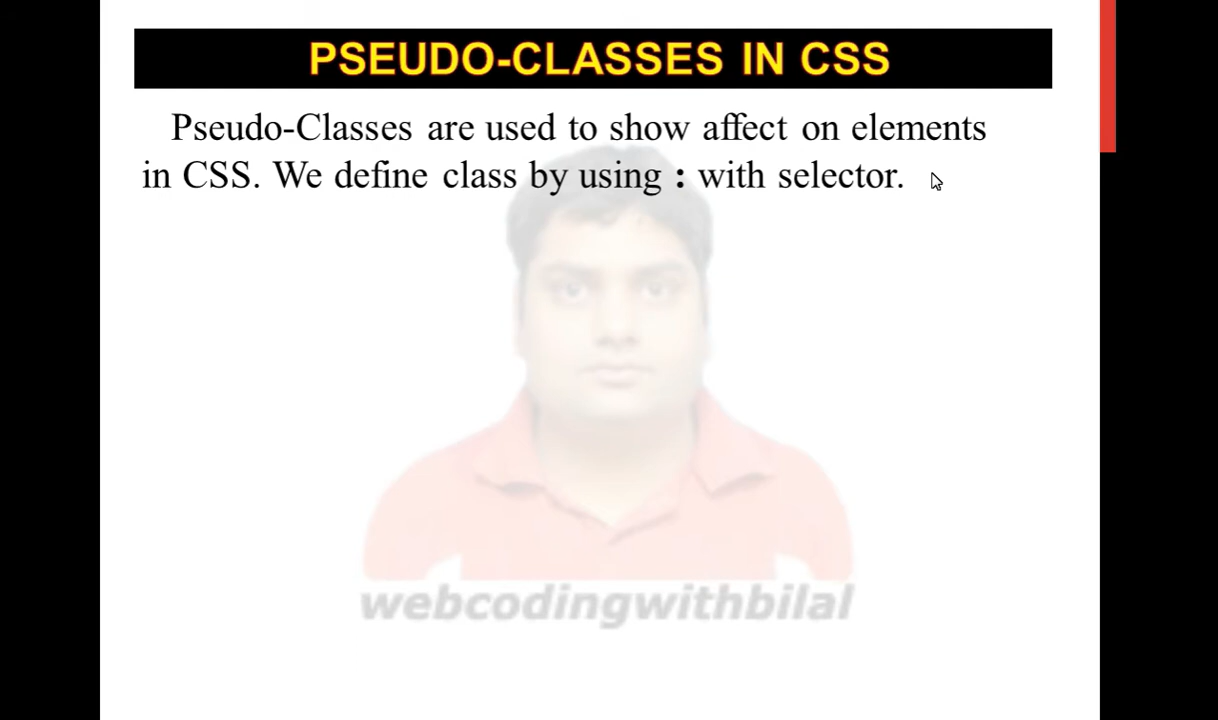 PSEUDO-CLASSES IN CSS
Pseudo-Classes are used to show affect on elements
in CSS. We define class by using : with selector.
webcodingwithbilal